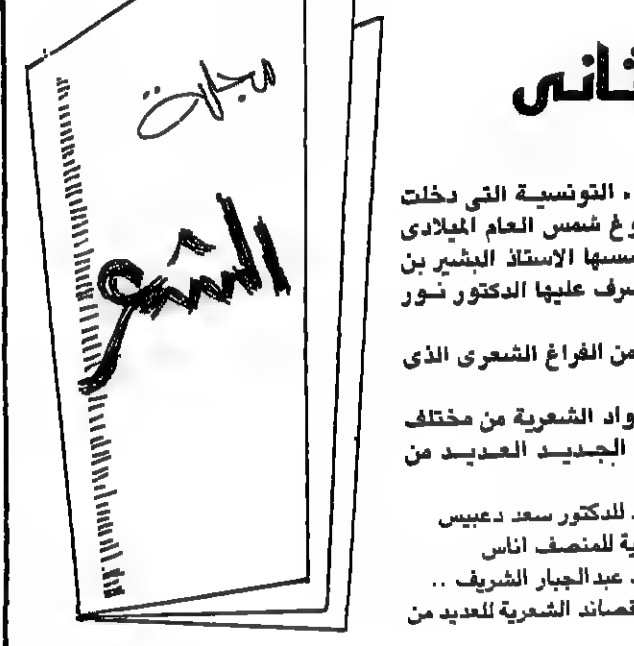 مجلة
الشعر
ثانى
، التونسية التى دخلت
وغ شمس العام الميلادى
سسها الاستاذ البشير بن
شرف عليها الدكتور نور
من الفراغ الشعرى الذى
واد الشعرية من مختلف
الجديد العديد من
للدكتور سعد دعبيس
ية للمنصف اناس
عبدالجبار الشريف ..
قصائد الشعرية للعديد من